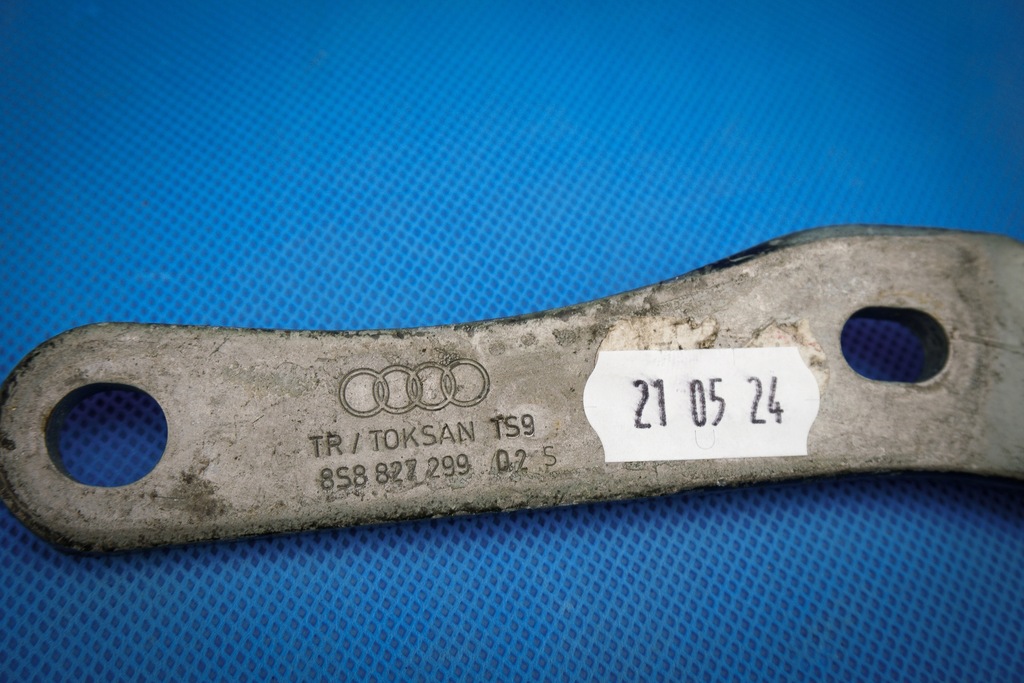 TR / TOKSAN TS9
8S8 827 299 02 S
21 05 24